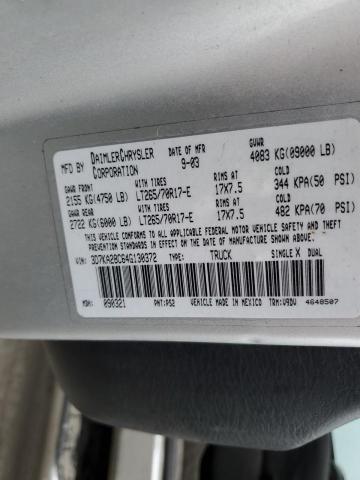 MFD BY DAIMLERCHRYSLER CORPORATION DATE OF MFR 9-03 GVWR 4083 KG(09000 LB)
GAWR FRONT WITH TIRES RIMS AT COLD
2155 KG(4750 LB) LT265/70R17-E 17X7.5 344 KPA(50 PSI)
GAWR REAR WITH TIRES RIMS AT COLD
2722 KG(6000 LB) LT265/70R17-E 17X7.5 482 KPA(70 PSI)
THIS VEHICLE CONFORMS TO ALL APPLICABLE FEDERAL MOTOR VEHICLE
SAFETY STANDARDS IN EFFECT ON THE DATE OF MANUFACTURE SHOWN ABOVE.
VIN: 3D7KA28C64G130372 TYPE: TRUCK SINGLE X DUAL
MDH: 090321 PNT:PS2 VEHICLE MADE IN MEXICO TRM:V9DV 4648507